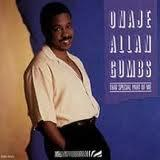 ONAJE
ALLAN
GUMBS
THAT SPECIAL PART OF ME